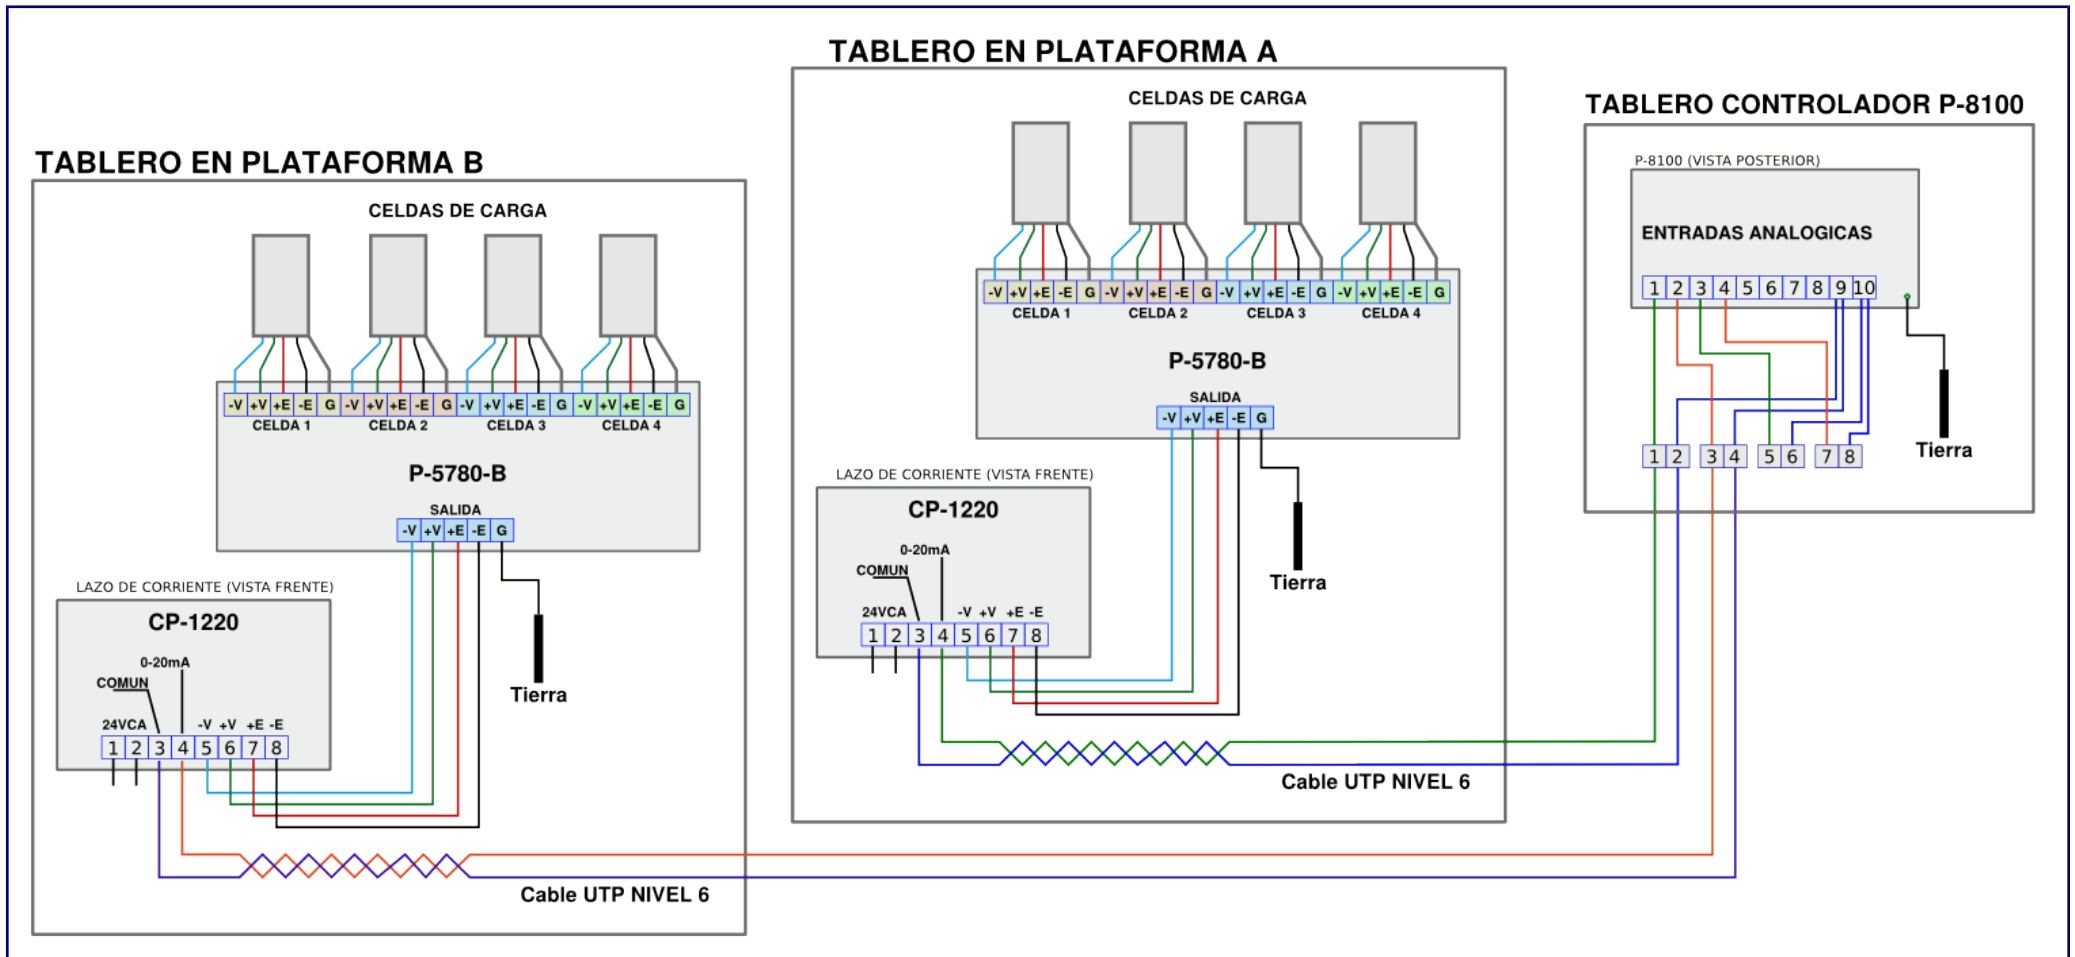 TABLERO EN PLATAFORMA B
CELDAS DE CARGA
-V +V +E -E G -V +V +E -E G -V +V +E -E G -V +V +E -E G
CELDA 1 CELDA 2 CELDA 3 CELDA 4
P-5780-B
SALIDA
-V +V +E -E G
Tierra
LAZO DE CORRIENTE (VISTA FRENTE)
CP-1220
0-20mA
COMUN
24VCA -V +V +E -E
1 2 3 4 5 6 7 8
Cable UTP NIVEL 6
TABLERO EN PLATAFORMA A
CELDAS DE CARGA
-V +V +E -E G -V +V +E -E G -V +V +E -E G -V +V +E -E G
CELDA 1 CELDA 2 CELDA 3 CELDA 4
P-5780-B
SALIDA
-V +V +E -E G
Tierra
LAZO DE CORRIENTE (VISTA FRENTE)
CP-1220
0-20mA
COMUN
24VCA -V +V +E -E
1 2 3 4 5 6 7 8
Cable UTP NIVEL 6
TABLERO CONTROLADOR P-8100
P-8100 (VISTA POSTERIOR)
ENTRADAS ANALOGICAS
1 2 3 4 5 6 7 8 9 10
Tierra
1 2 3 4 5 6 7 8